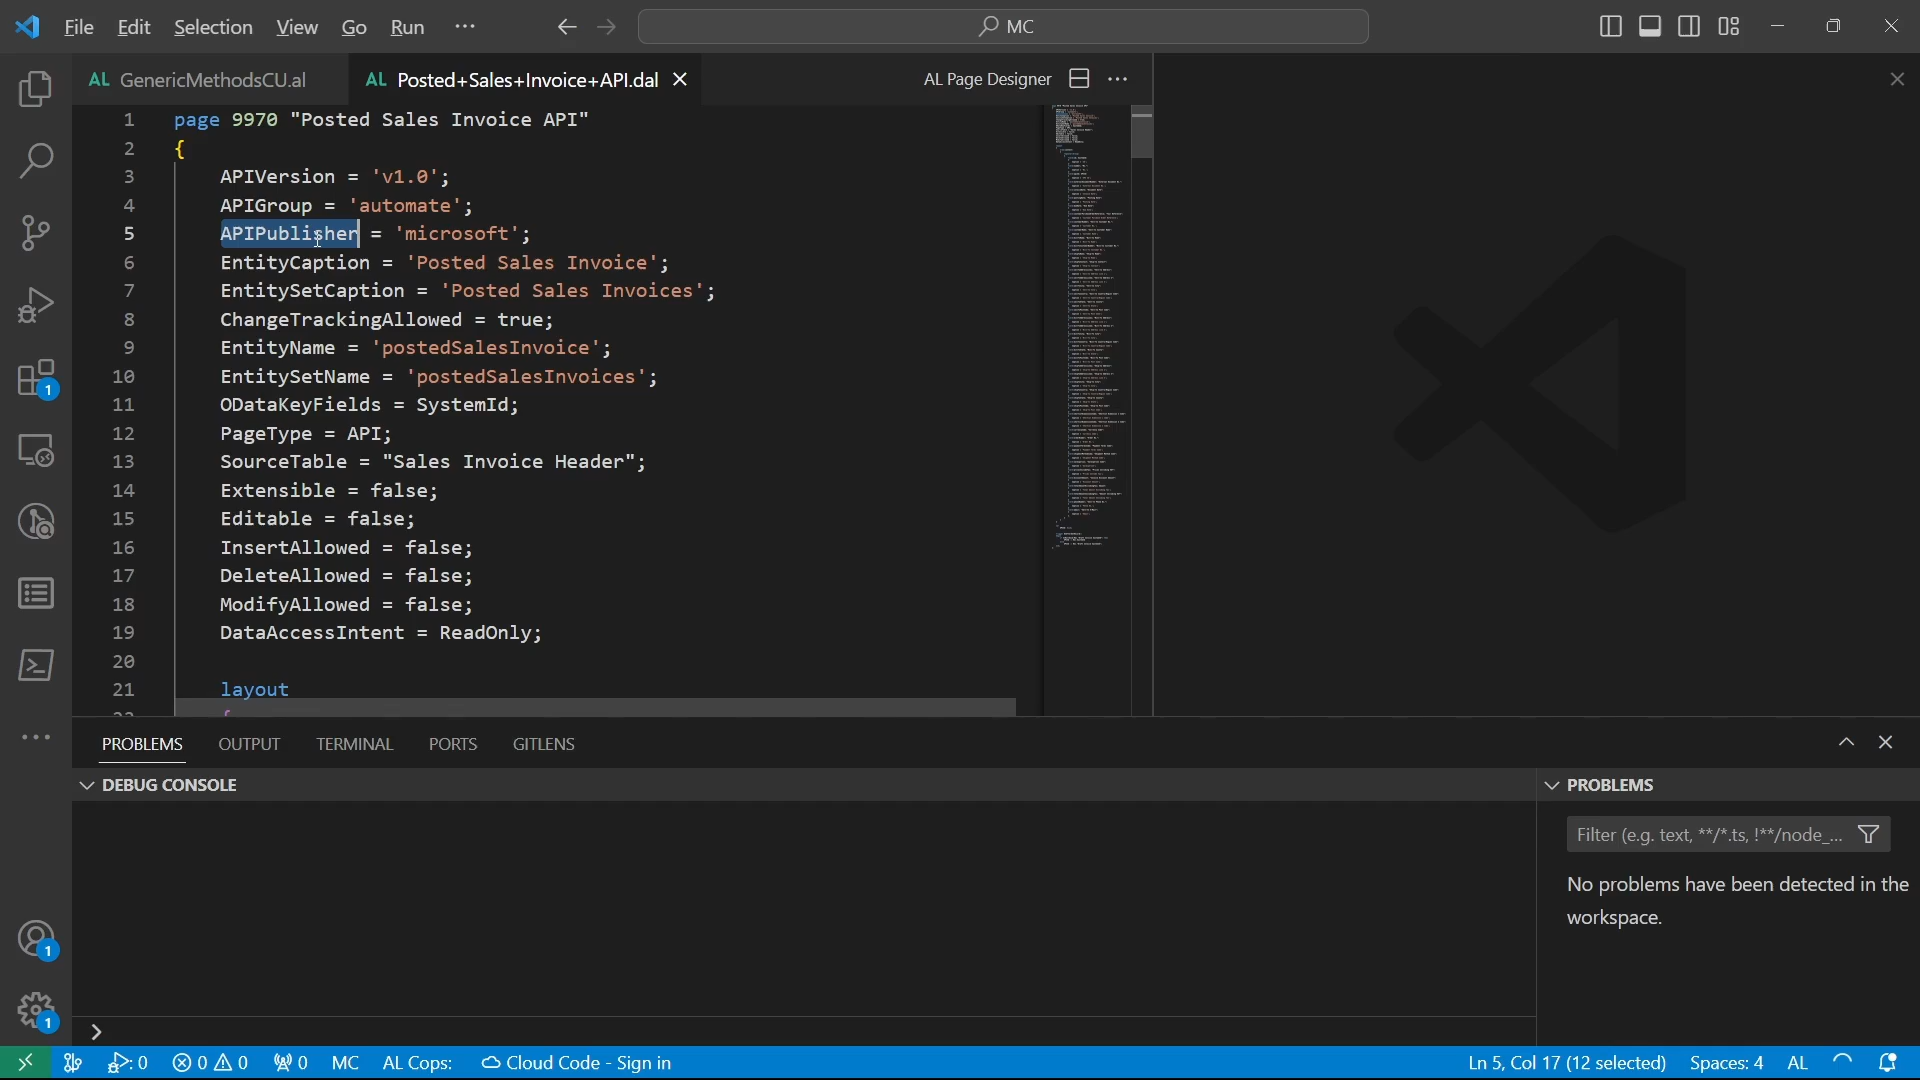 File Edit Selection View Go Run ··· MC
AL GenericMethodsCU.al
AL Posted+Sales+Invoice+API.dal
AL Page Designer
1 page 9970 "Posted Sales Invoice API"
2 {
3 APIVersion = 'v1.0';
4 APIGroup = 'automate';
5 APIPublisher = 'microsoft';
6 EntityCaption = 'Posted Sales Invoice';
7 EntitySetCaption = 'Posted Sales Invoices';
8 ChangeTrackingAllowed = true;
9 EntityName = 'postedSalesInvoice';
10 EntitySetName = 'postedSalesInvoices';
11 ODataKeyFields = SystemId;
12 PageType = API;
13 SourceTable = "Sales Invoice Header";
14 Extensible = false;
15 Editable = false;
16 InsertAllowed = false;
17 DeleteAllowed = false;
18 ModifyAllowed = false;
19 DataAccessIntent = ReadOnly;
20
21 layout
PROBLEMS OUTPUT TERMINAL PORTS GITLENS
DEBUG CONSOLE
PROBLEMS
Filter (e.g. text, **/*.ts, !**/node_...
No problems have been detected in the
workspace.
1
1
1
0 0 0 0 MC AL Cops: Cloud Code - Sign in
Ln 5, Col 17 (12 selected) Spaces: 4 AL